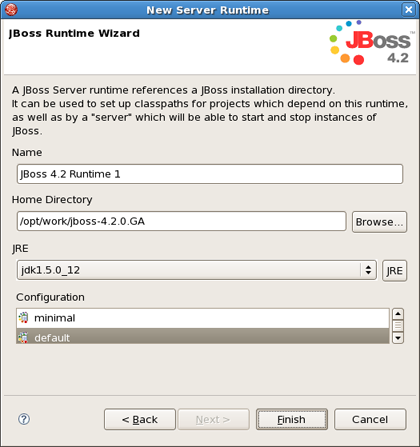 New Server Runtime
JBoss Runtime Wizard
JBoss
4.2
A JBoss Server runtime references a JBoss installation directory.
It can be used to set up classpaths for projects which depend on this runtime,
as well as by a "server" which will be able to start and stop instances of
JBoss.
Name
JBoss 4.2 Runtime 1
Home Directory
/opt/work/jboss-4.2.0.GA
Browse...
JRE
jdk1.5.0_12
JRE
Configuration
minimal
default
< Back
Next >
Finish
Cancel